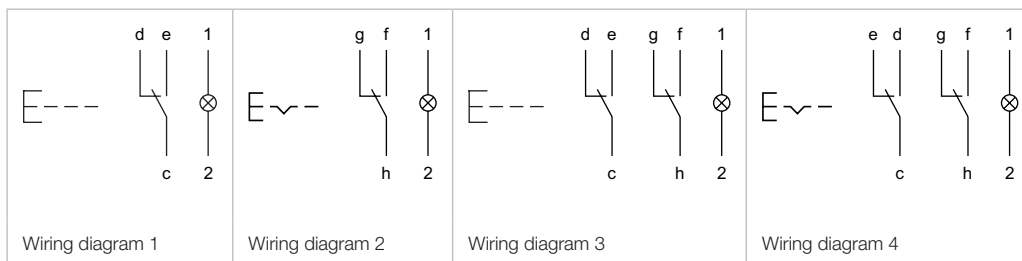 d e 1
c 2
Wiring diagram 1
g f 1
h 2
Wiring diagram 2
d e g f 1
c h 2
Wiring diagram 3
e d g f 1
c h 2
Wiring diagram 4